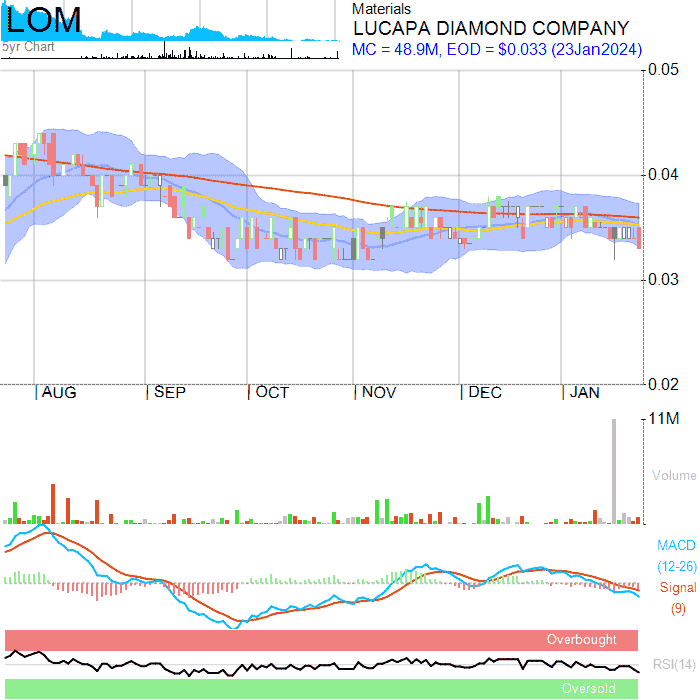 LOM
5yr Chart
Materials
LUCAPA DIAMOND COMPANY
MC = 48.9M, EOD = $0.033 (23Jan2024)
0.05
0.04
0.03
0.02
AUG SEP OCT NOV DEC JAN
11M
Volume
MACD
(12-26)
Signal
(9)
Overbought
RSI(14)
Oversold